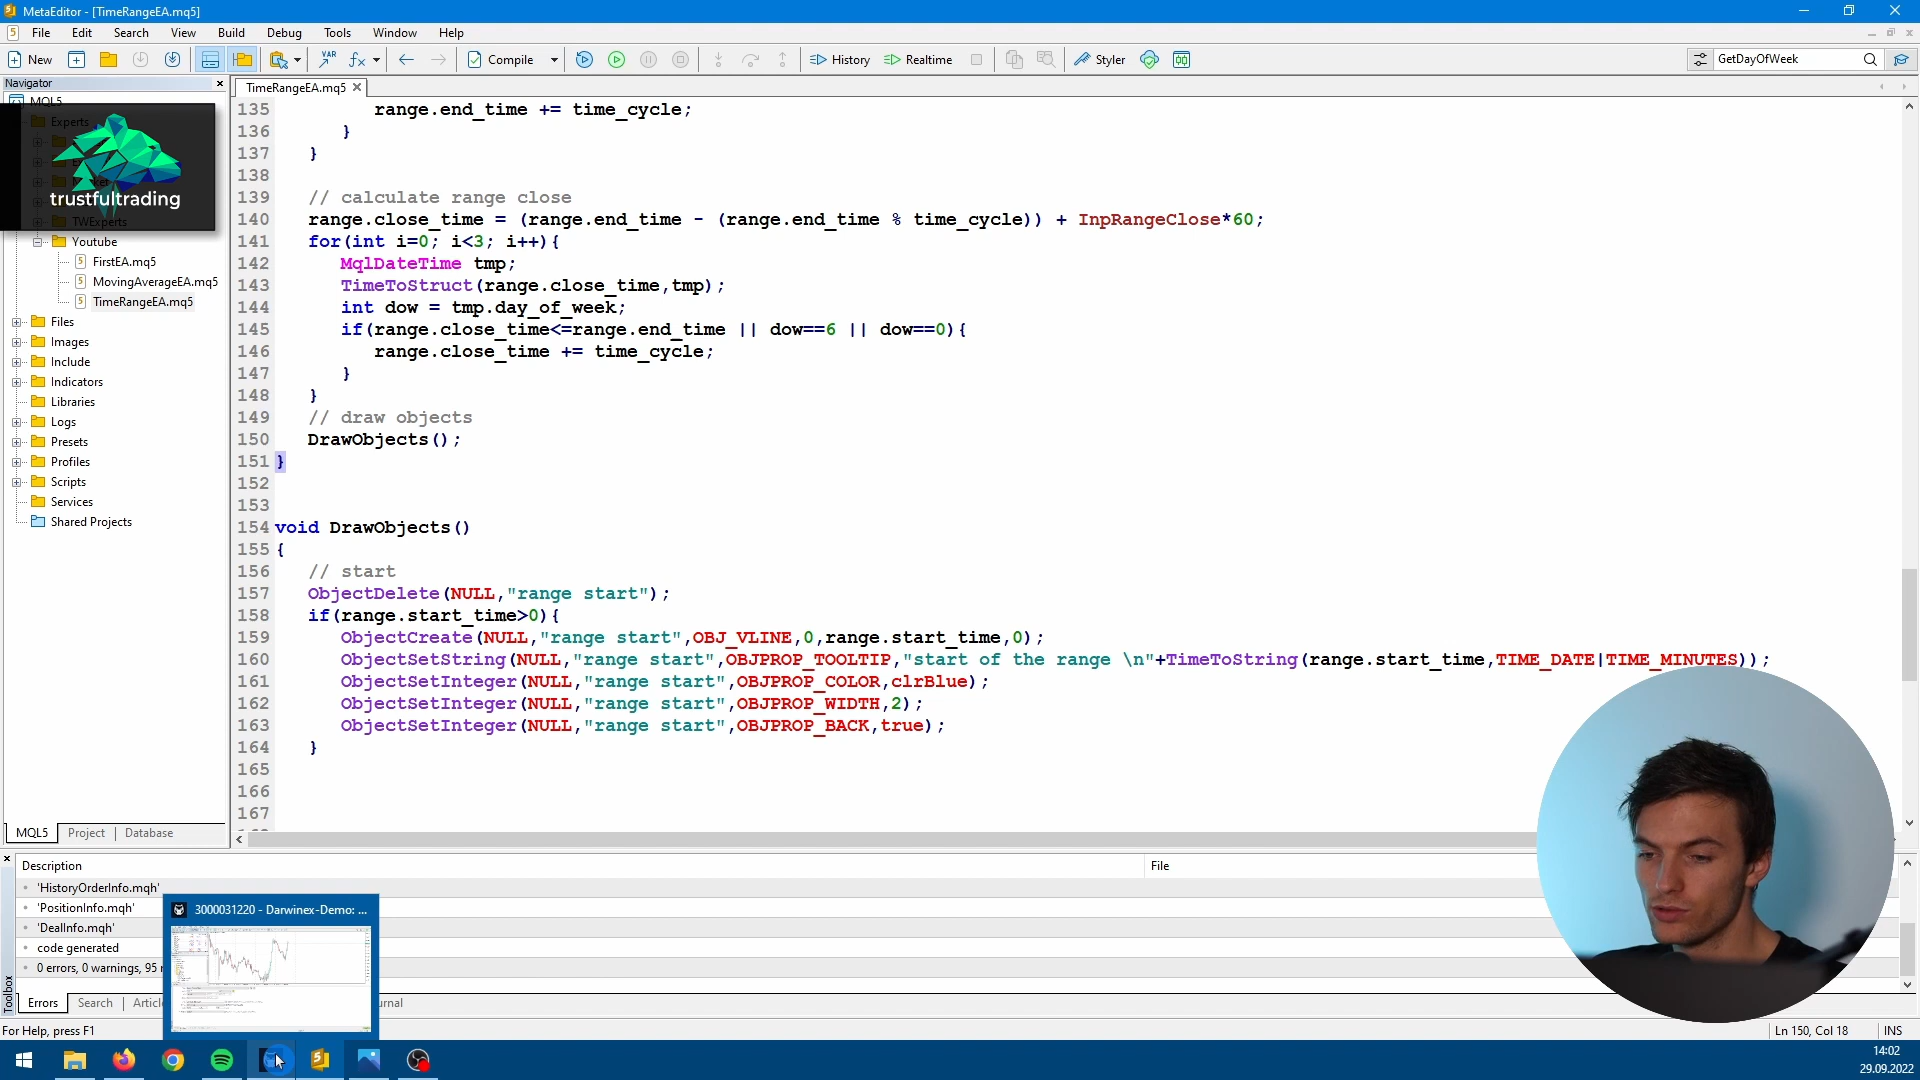 MetaEditor - [TimeRangeEA.mq5]
File Edit Search View Build Debug Tools Window Help
New VAR Compile History Realtime Styler GetDayOfWeek
Navigator
TimeRangeEA.mq5
MQL5
Experts
trustfultrading
TWExperts
Youtube
FirstEA.mq5
MovingAverageEA.mq5
TimeRangeEA.mq5
Files
Images
Include
Indicators
Libraries
Logs
Presets
Profiles
Scripts
Services
Shared Projects
MQL5 Project Database
135 range.end_time += time_cycle;
136 }
137 }
138
139 // calculate range close
140 range.close_time = (range.end_time - (range.end_time % time_cycle)) + InpRangeClose*60;
141 for(int i=0; i<3; i++){
142 MqlDateTime tmp;
143 TimeToStruct(range.close_time,tmp);
144 int dow = tmp.day_of_week;
145 if(range.close_time<=range.end_time || dow==6 || dow==0){
146 range.close_time += time_cycle;
147 }
148 }
149 // draw objects
150 DrawObjects();
151 }
152
153
154 void DrawObjects()
155 {
156 // start
157 ObjectDelete(NULL,"range start");
158 if(range.start_time>0){
159 ObjectCreate(NULL,"range start",OBJ_VLINE,0,range.start_time,0);
160 ObjectSetString(NULL,"range start",OBJPROP_TOOLTIP,"start of the range \n"+TimeToString(range.start_time,TIME_DATE|TIME_MINUTES));
161 ObjectSetInteger(NULL,"range start",OBJPROP_COLOR,clrBlue);
162 ObjectSetInteger(NULL,"range start",OBJPROP_WIDTH,2);
163 ObjectSetInteger(NULL,"range start",OBJPROP_BACK,true);
164 }
165
166
167
Description File
'HistoryOrderInfo.mqh'
'PositionInfo.mqh'
'DealInfo.mqh'
code generated
0 errors, 0 warnings, 95
3000031220 - Darwinex-Demo: ...
Toolbox
Errors Search
For Help, press F1
Ln 150, Col 18 INS
14:02
29.09.2022